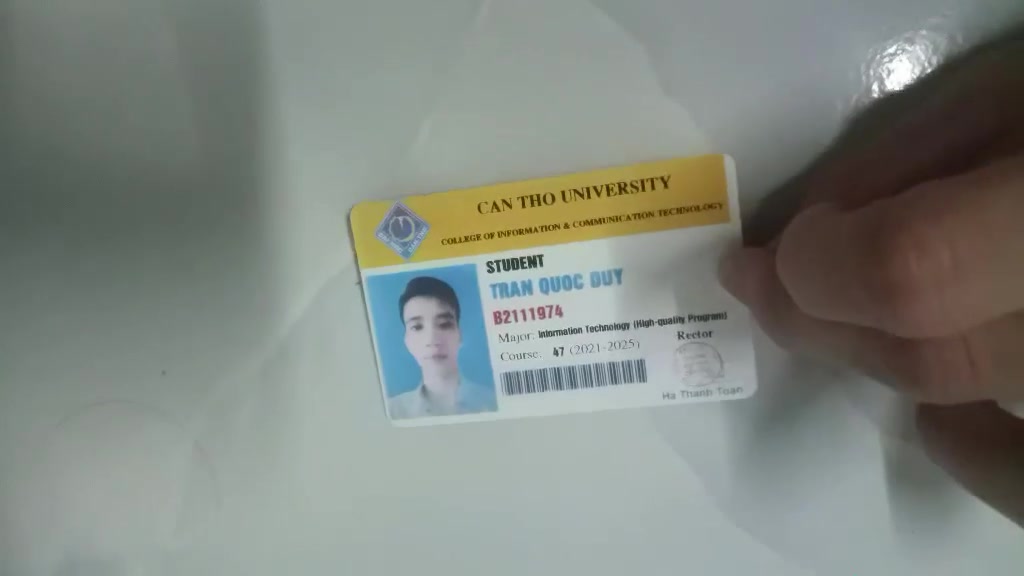 CAN THO UNIVERSITY
COLLEGE OF INFORMATION & COMMUNICATION TECHNOLOGY
STUDENT
TRAN QUOC DUY
B2111974
Major: Information Technology (High-quality Program)
Course: 47 (2021-2025)
Rector
Ha Thanh Toan